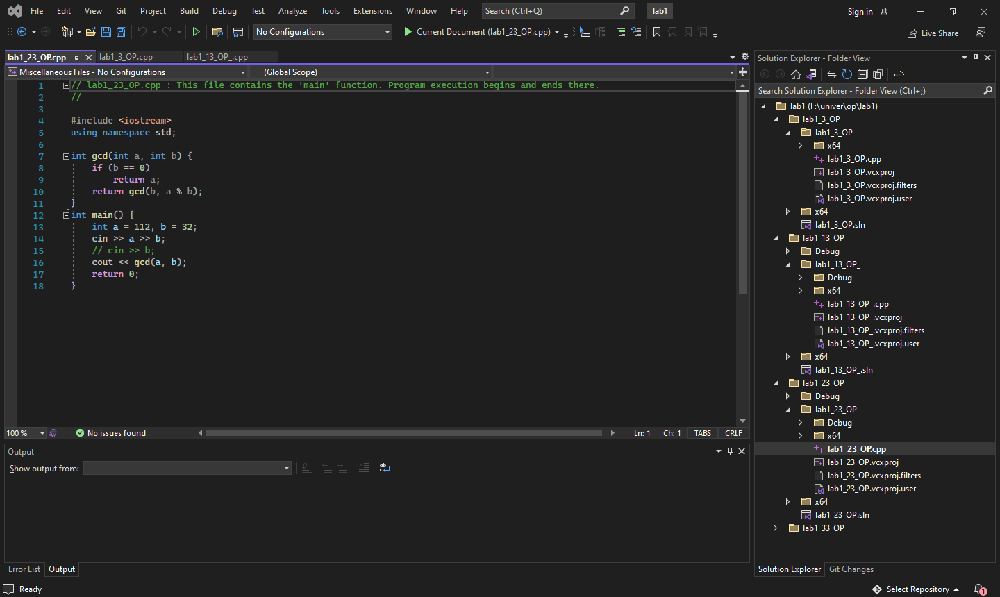 File Edit View Git Project Build Debug Test Analyze Tools Extensions Window Help Search (Ctrl+Q) lab1 Sign in
No Configurations Current Document (lab1_23_OP.cpp) Live Share
lab1_23_OP.cpp lab1_3_OP.cpp lab1_13_OP_.cpp
Miscellaneous Files - No Configurations (Global Scope)
1 // lab1_23_OP.cpp : This file contains the 'main' function. Program execution begins and ends there.
2 //
3
4 #include <iostream>
5 using namespace std;
6
7 int gcd(int a, int b) {
8 if (b == 0)
9 return a;
10 return gcd(b, a % b);
11 }
12 int main() {
13 int a = 112, b = 32;
14 cin >> a >> b;
15 // cin >> b;
16 cout << gcd(a, b);
17 return 0;
18 }
100 % No issues found Ln: 1 Ch: 1 TABS CRLF
Output
Show output from:
Error List Output
Solution Explorer - Folder View
Search Solution Explorer - Folder View (Ctrl+;)
lab1 (F:\univer\op\lab1)
lab1_3_OP
lab1_3_OP
x64
lab1_3_OP.cpp
lab1_3_OP.vcxproj
lab1_3_OP.vcxproj.filters
lab1_3_OP.vcxproj.user
x64
lab1_3_OP.sln
lab1_13_OP
Debug
lab1_13_OP_
Debug
x64
lab1_13_OP_.cpp
lab1_13_OP_.vcxproj
lab1_13_OP_.vcxproj.filters
lab1_13_OP_.vcxproj.user
x64
lab1_13_OP_.sln
lab1_23_OP
Debug
lab1_23_OP
Debug
x64
lab1_23_OP.cpp
lab1_23_OP.vcxproj
lab1_23_OP.vcxproj.filters
lab1_23_OP.vcxproj.user
x64
lab1_23_OP.sln
lab1_33_OP
Solution Explorer Git Changes
Ready Select Repository 1